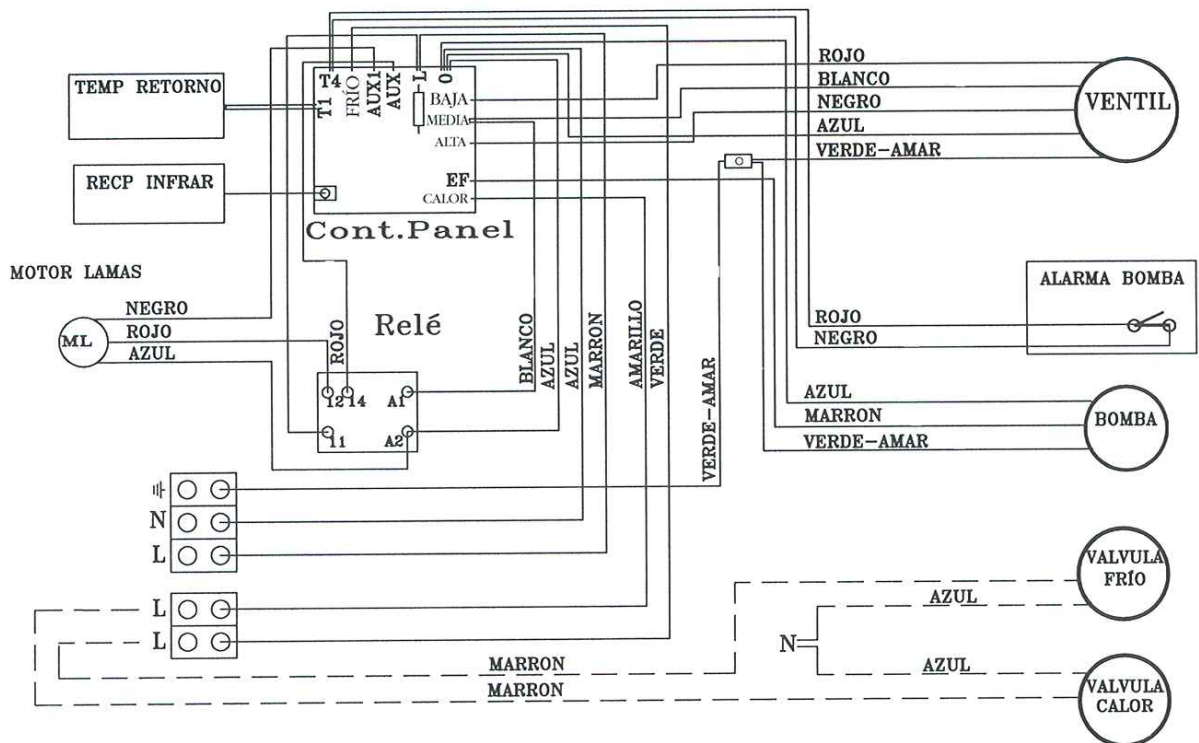 TEMP RETORNO
RECP INFRAR
T4
T1
FRÍO
AUX1
AUX
L
0
BAJA
MEDIA
ALTA
EF
CALOR
Cont.Panel
ROJO
BLANCO
NEGRO
AZUL
VERDE-AMAR
VENTIL
MOTOR LAMAS
ML
NEGRO
ROJO
AZUL
ROJO
Relé
12 14 A1
11 A2
BLANCO
AZUL
AZUL
MARRON
AMARILLO
VERDE
VERDE-AMAR
ALARMA BOMBA
ROJO
NEGRO
AZUL
MARRON
VERDE-AMAR
BOMBA
N
L
L
L
VALVULA
FRÍO
AZUL
N
AZUL
MARRON
MARRON
VALVULA
CALOR